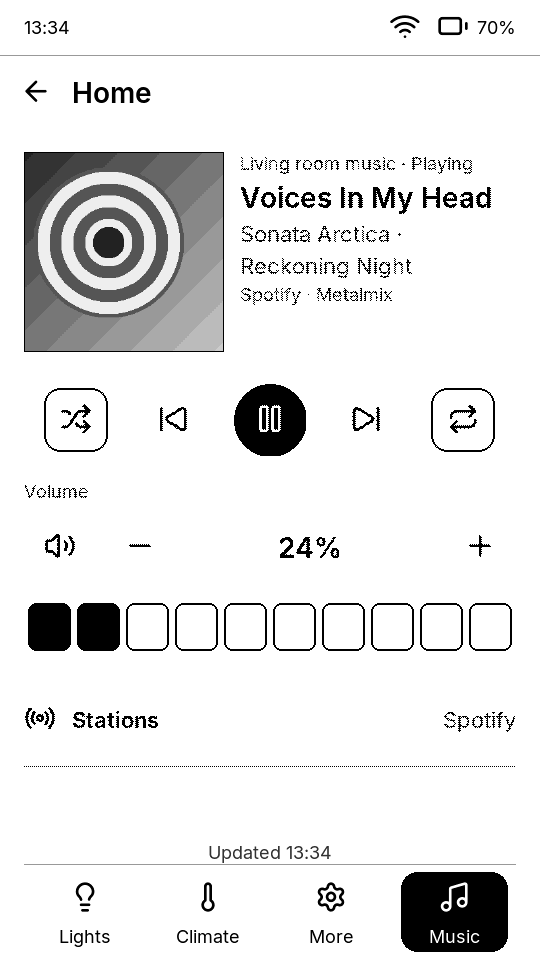 13:34
70%
Home
Living room music · Playing
Voices In My Head
Sonata Arctica ·
Reckoning Night
Spotify · Metalmix
Volume
24%
Stations
Spotify
Updated 13:34
Lights
Climate
More
Music